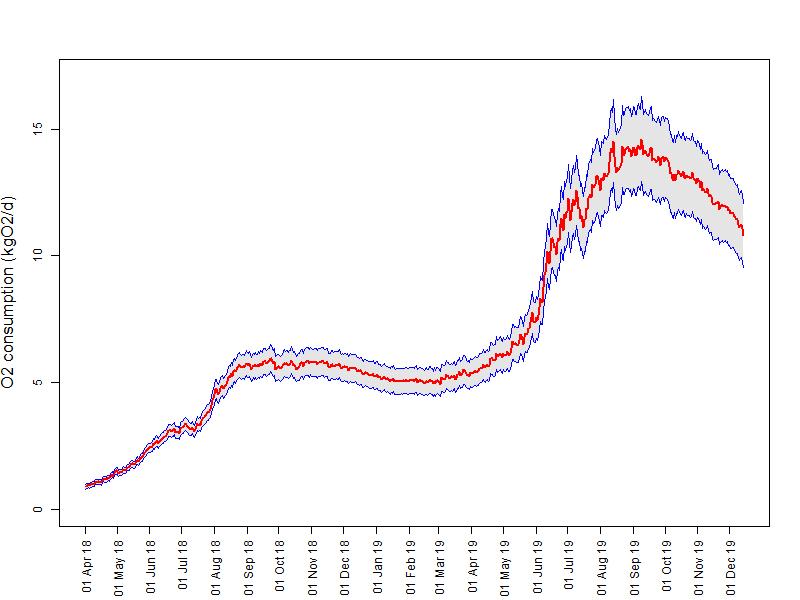 O2 consumption (kgO2/d)
15
10
5
0
01 Apr 18
01 May 18
01 Jun 18
01 Jul 18
01 Aug 18
01 Sep 18
01 Oct 18
01 Nov 18
01 Dec 18
01 Jan 19
01 Feb 19
01 Mar 19
01 Apr 19
01 May 19
01 Jun 19
01 Jul 19
01 Aug 19
01 Sep 19
01 Oct 19
01 Nov 19
01 Dec 19